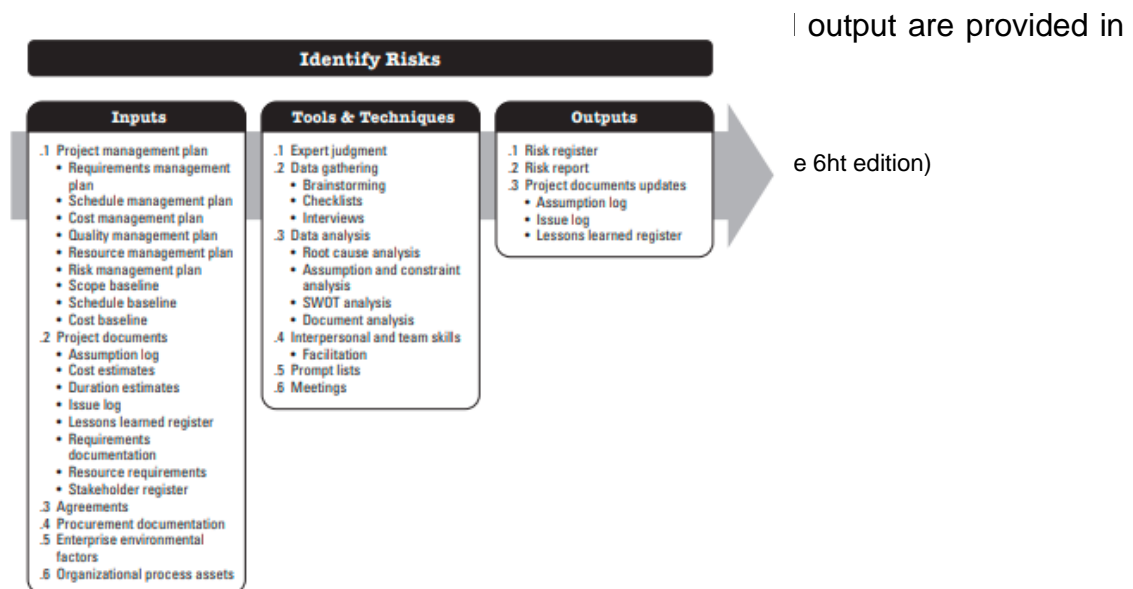 output are provided in
Identify Risks
Inputs
.1 Project management plan
• Requirements management
plan
• Schedule management plan
• Cost management plan
• Quality management plan
• Resource management plan
• Risk management plan
• Scope baseline
• Schedule baseline
• Cost baseline
.2 Project documents
• Assumption log
• Cost estimates
• Duration estimates
• Issue log
• Lessons learned register
• Requirements
documentation
• Resource requirements
• Stakeholder register
.3 Agreements
.4 Procurement documentation
.5 Enterprise environmental
factors
.6 Organizational process assets
Tools & Techniques
.1 Expert judgment
.2 Data gathering
• Brainstorming
• Checklists
• Interviews
.3 Data analysis
• Root cause analysis
• Assumption and constraint
analysis
• SWOT analysis
• Document analysis
.4 Interpersonal and team skills
• Facilitation
.5 Prompt lists
.6 Meetings
Outputs
.1 Risk register
.2 Risk report
.3 Project documents updates
• Assumption log
• Issue log
• Lessons learned register
e 6ht edition)